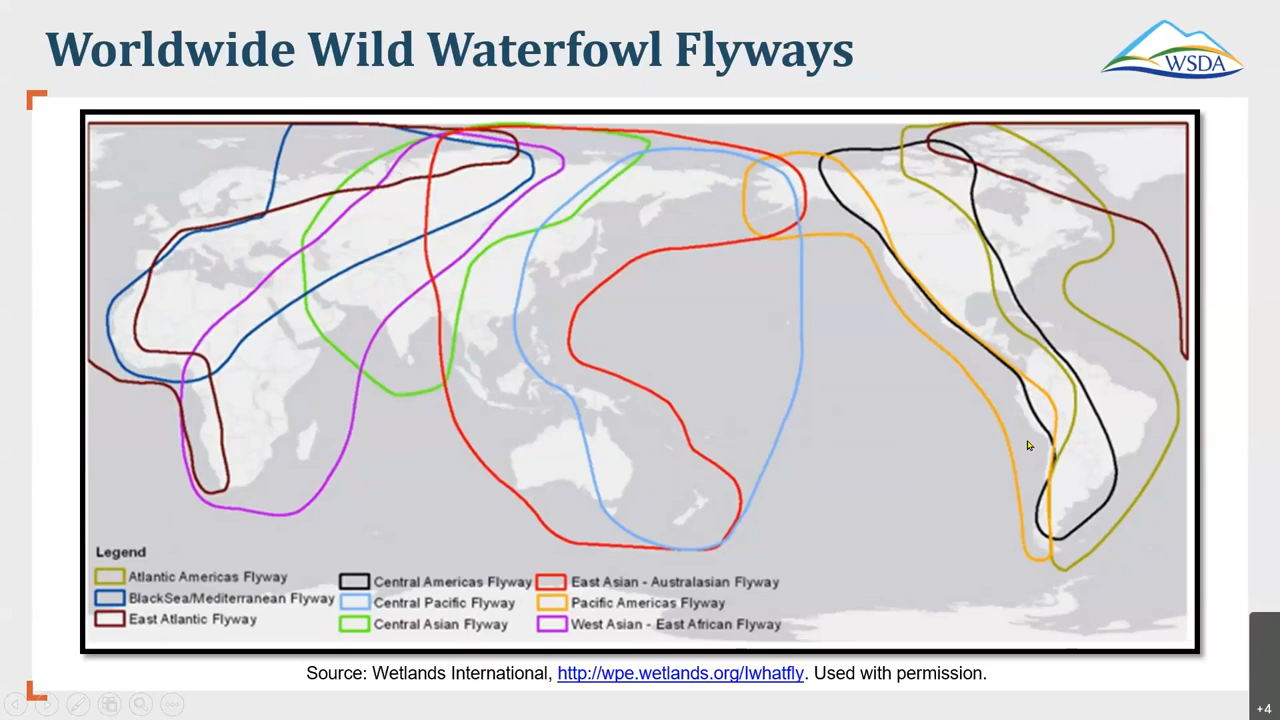 Worldwide Wild Waterfowl Flyways
WSDA
Legend
Atlantic Americas Flyway
BlackSea/Mediterranean Flyway
East Atlantic Flyway
Central Americas Flyway
Central Pacific Flyway
Central Asian Flyway
East Asian - Australasian Flyway
Pacific Americas Flyway
West Asian - East African Flyway
Source: Wetlands International, http://wpe.wetlands.org/Iwhatfly. Used with permission.
+4